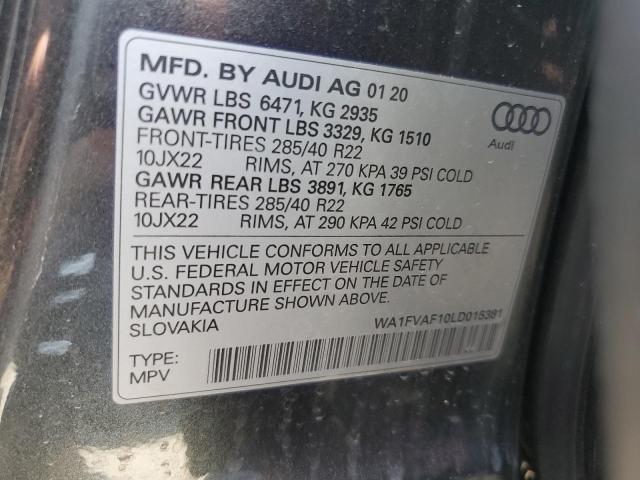 MFD. BY AUDI AG 01 20
GVWR LBS 6471, KG 2935
GAWR FRONT LBS 3329, KG 1510
FRONT-TIRES 285/40 R22
10JX22 RIMS, AT 270 KPA 39 PSI COLD
GAWR REAR LBS 3891, KG 1765
REAR-TIRES 285/40 R22
10JX22 RIMS, AT 290 KPA 42 PSI COLD
Audi
THIS VEHICLE CONFORMS TO ALL APPLICABLE
U.S. FEDERAL MOTOR VEHICLE SAFETY
STANDARDS IN EFFECT ON THE DATE OF
MANUFACTURE SHOWN ABOVE.
SLOVAKIA
WA1FVAF10LD015381
TYPE:
MPV